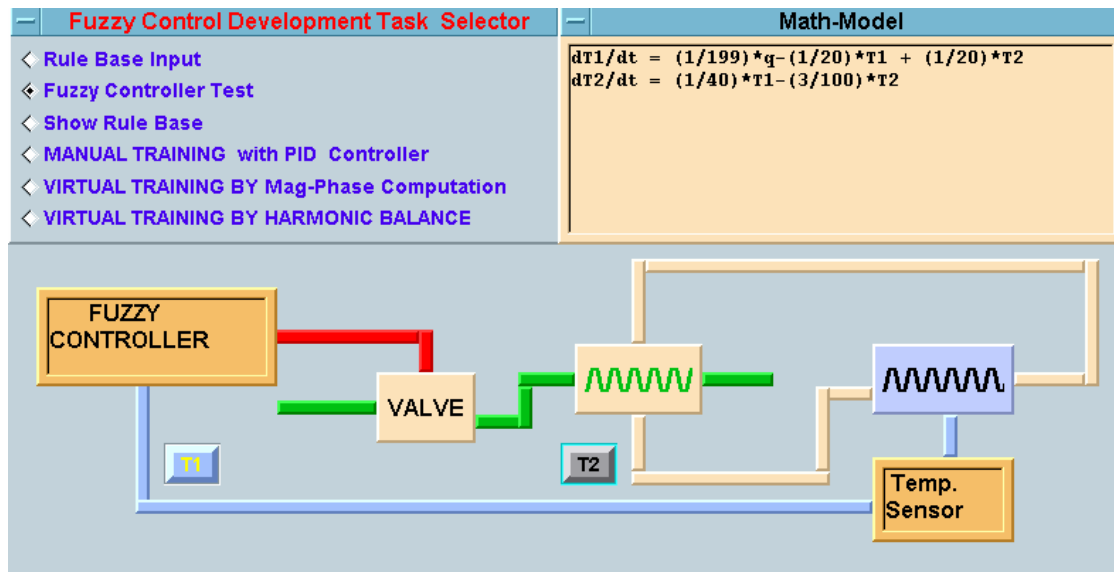 Fuzzy Control Development Task Selector
Rule Base Input
Fuzzy Controller Test
Show Rule Base
MANUAL TRAINING with PID Controller
VIRTUAL TRAINING BY Mag-Phase Computation
VIRTUAL TRAINING BY HARMONIC BALANCE
Math-Model
dT1/dt = (1/199)*q-(1/20)*T1 + (1/20)*T2
dT2/dt = (1/40)*T1-(3/100)*T2
FUZZY
CONTROLLER
VALVE
T1
T2
Temp.
Sensor